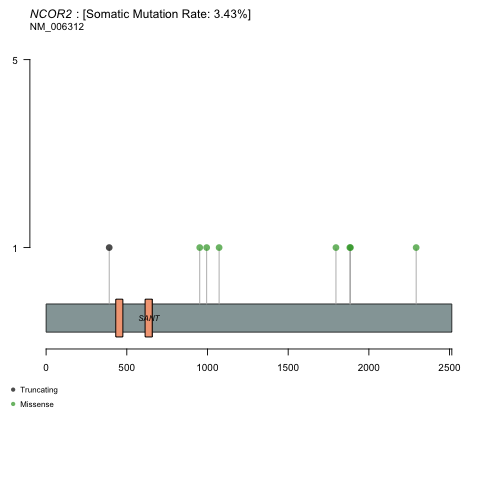 NCOR2 : [Somatic Mutation Rate: 3.43%]
NM_006312
5
1
SANT
0 500 1000 1500 2000 2500
Truncating
Missense